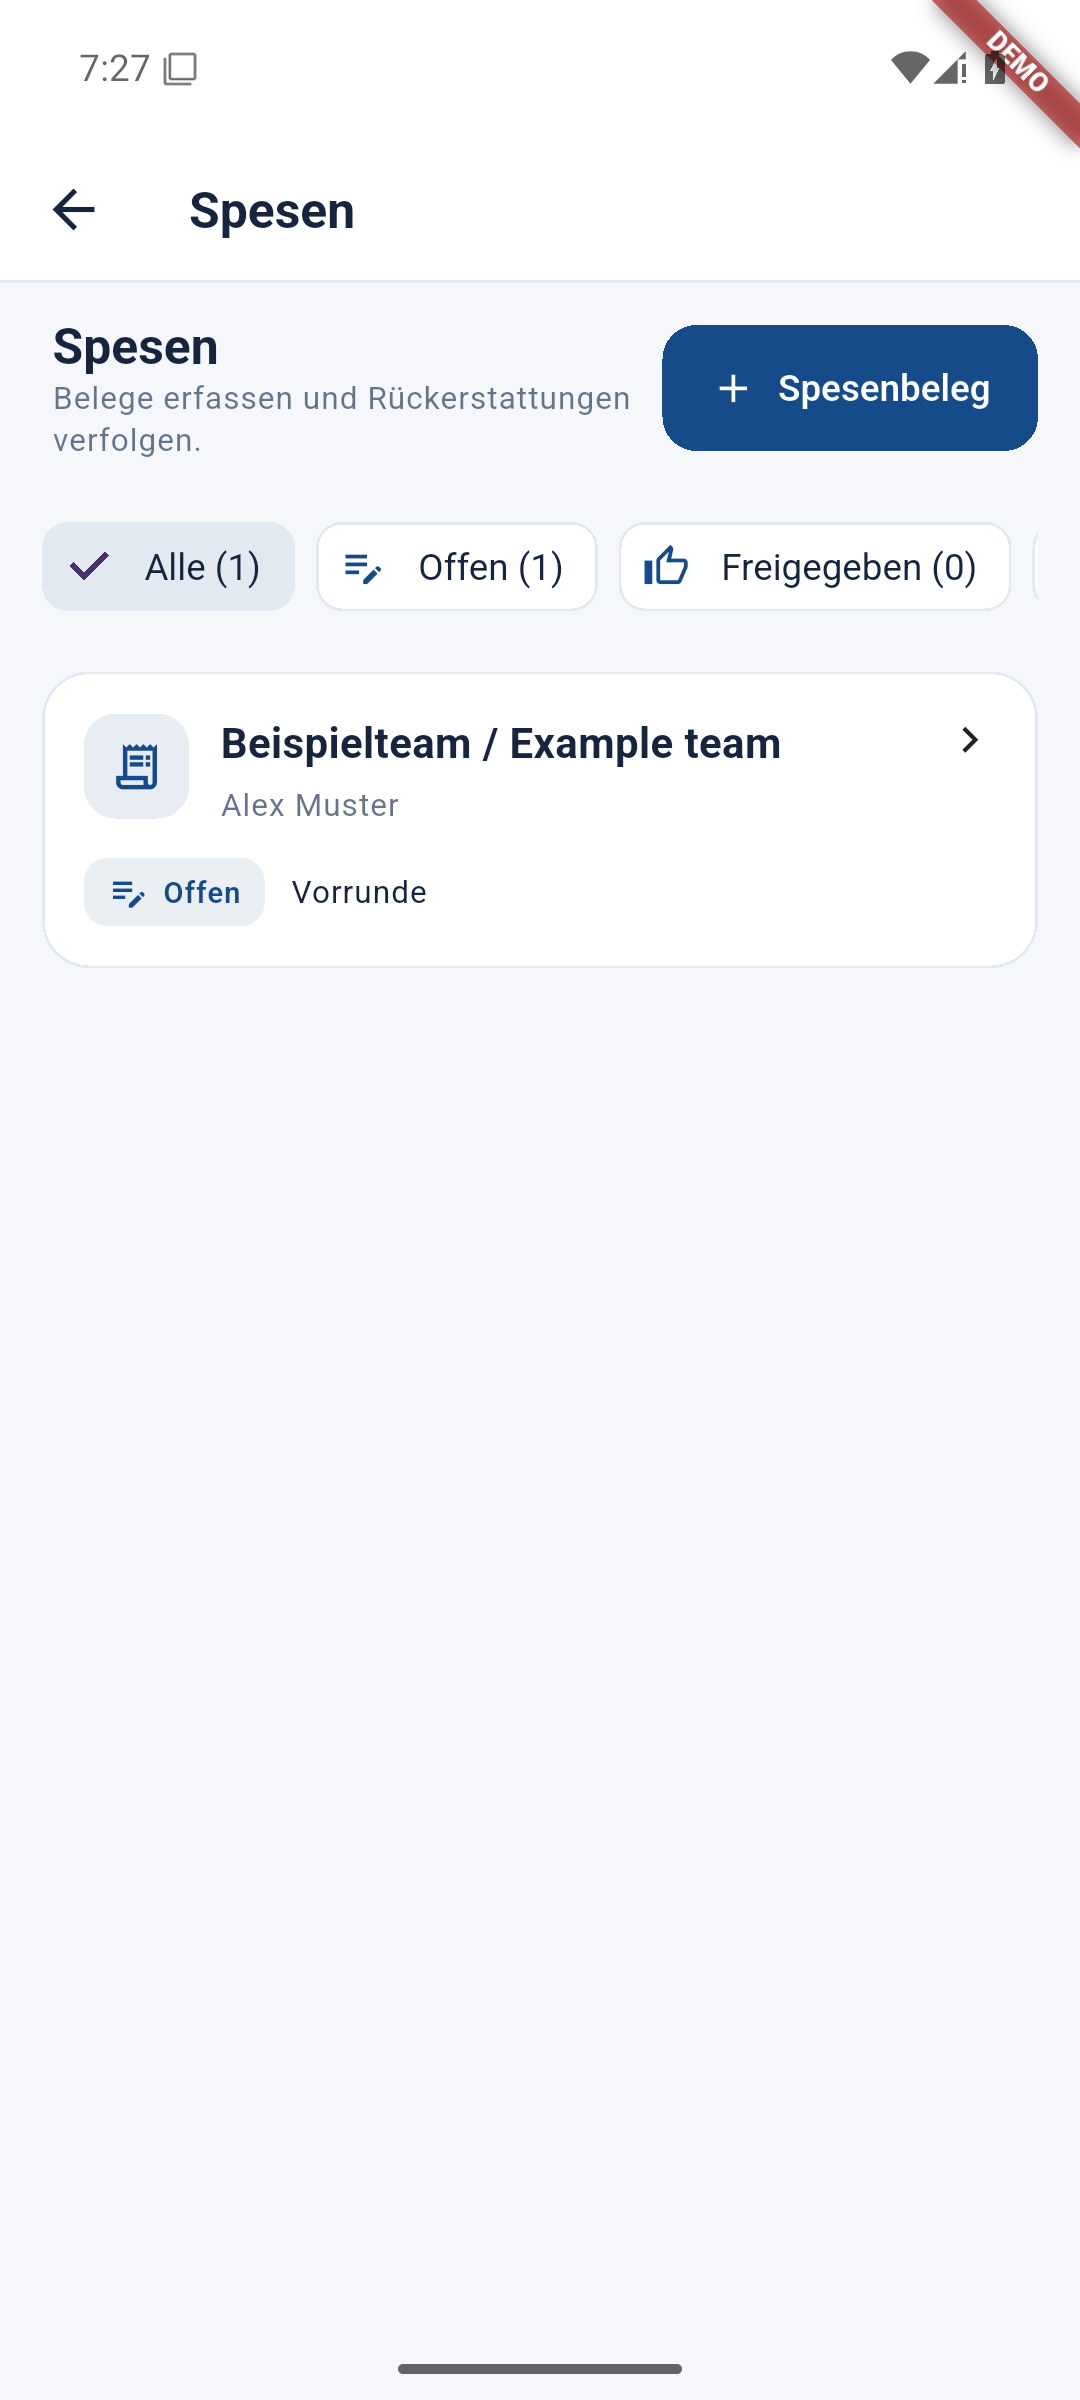 7:27
DEMO
Spesen
Spesen
Belege erfassen und Rückerstattungen
verfolgen.
Spesenbeleg
Alle (1)
Offen (1)
Freigegeben (0)
Beispielteam / Example team
Alex Muster
Offen
Vorrunde